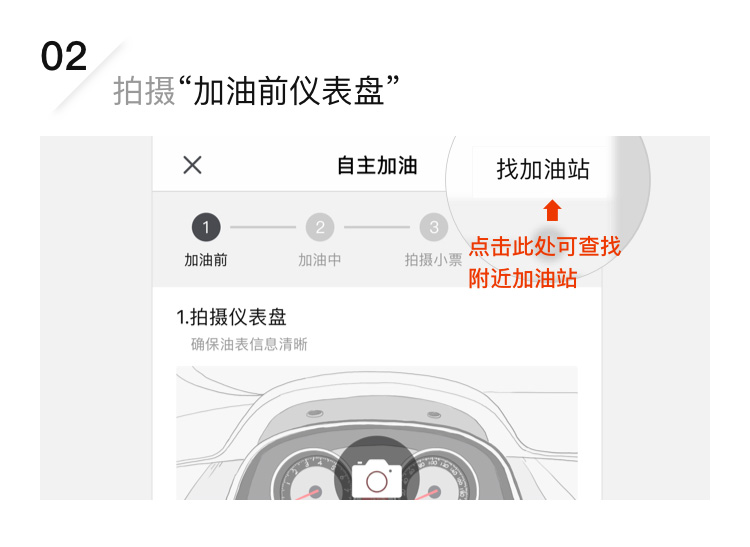 02
拍摄“加油前仪表盘”
自主加油
找加油站
1
2
3
加油前
加油中
拍摄小票
点击此处可查找
附近加油站
1.拍摄仪表盘
确保油表信息清晰